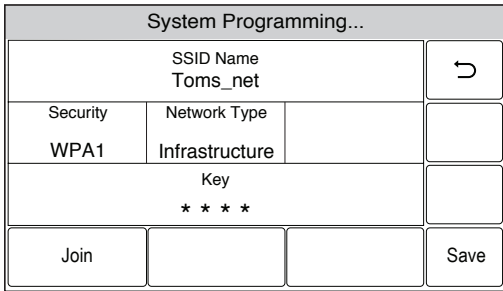 System Programming...
SSID Name
Toms_net
Security Network Type
WPA1 Infrastructure
Key
* * * *
Join Save